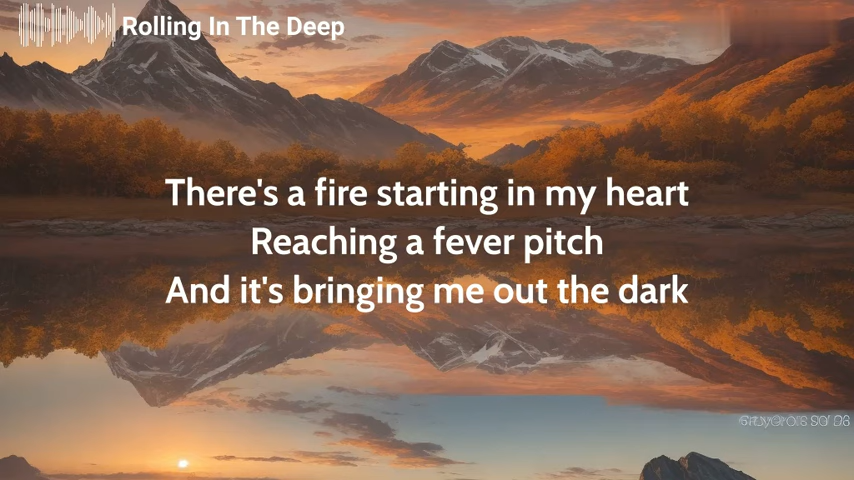 Rolling In The Deep
There's a fire starting in my heart
Reaching a fever pitch
And it's bringing me out the dark